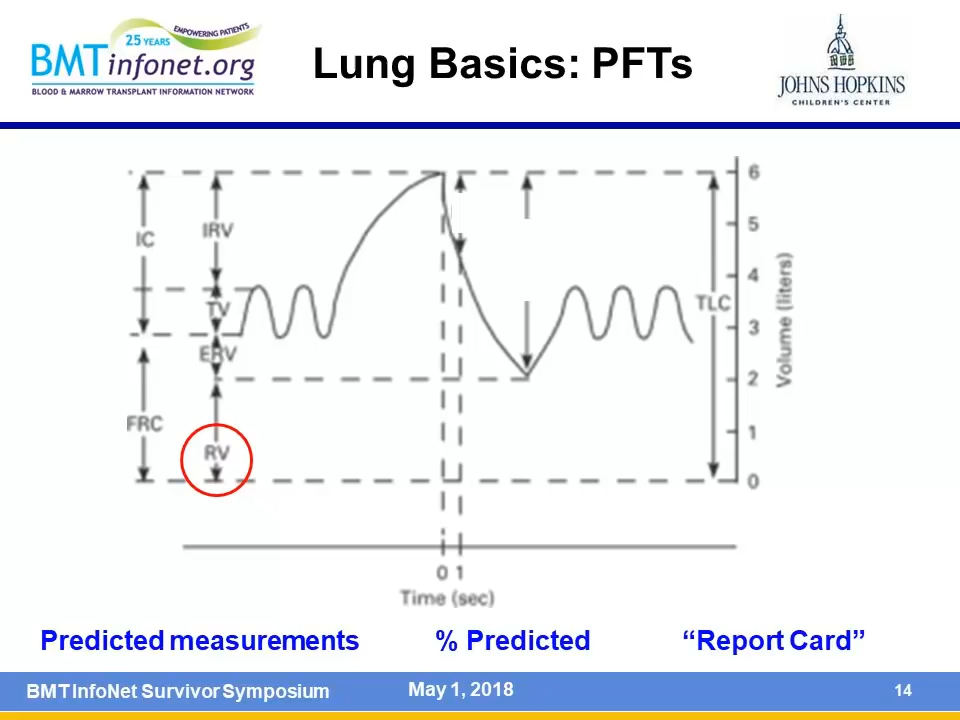 25 YEARS
EMPOWERING PATIENTS
BMTinfonet.org
BLOOD & MARROW TRANSPLANT INFORMATION NETWORK
Lung Basics: PFTs
JOHNS HOPKINS
CHILDREN'S CENTER
IC
IRV
TV
ERV
FRC
RV
TLC
6
5
4
3
2
1
0
Volume (liters)
0 1
Time (sec)
Predicted measurements
% Predicted
“Report Card”
BMT InfoNet Survivor Symposium
May 1, 2018
14